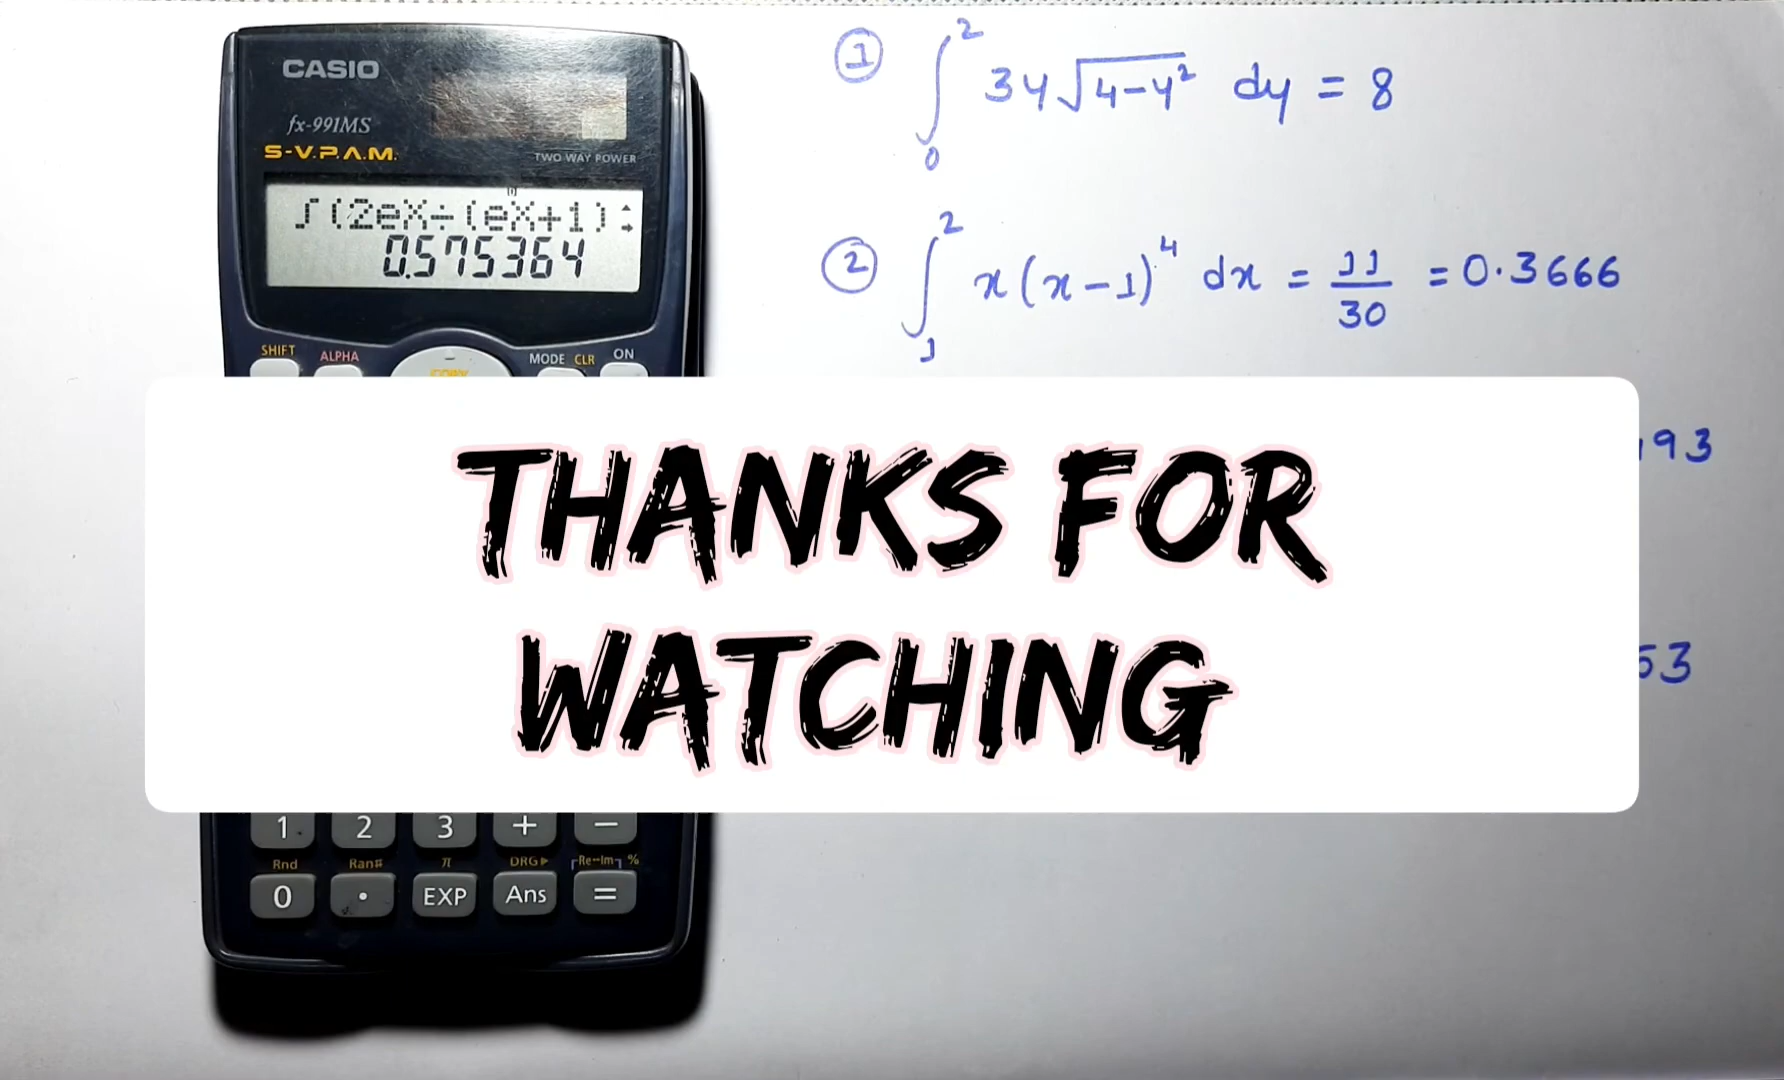 CASIO
fx-991MS
S-V.P.A.M.
TWO WAY POWER
∫(2eX÷(eX+1)
0.575364
SHIFT ALPHA MODE CLR ON
COPY
① ∫₀² 3y√(4-y²) dy = 8
② ∫₁² x(x-1)⁴ dx = 11/30 = 0.3666
93
53
THANKS FOR
WATCHING
1 2 3 + −
Rnd Ran# π DRG▶ Re↔Im %
0 • EXP Ans =